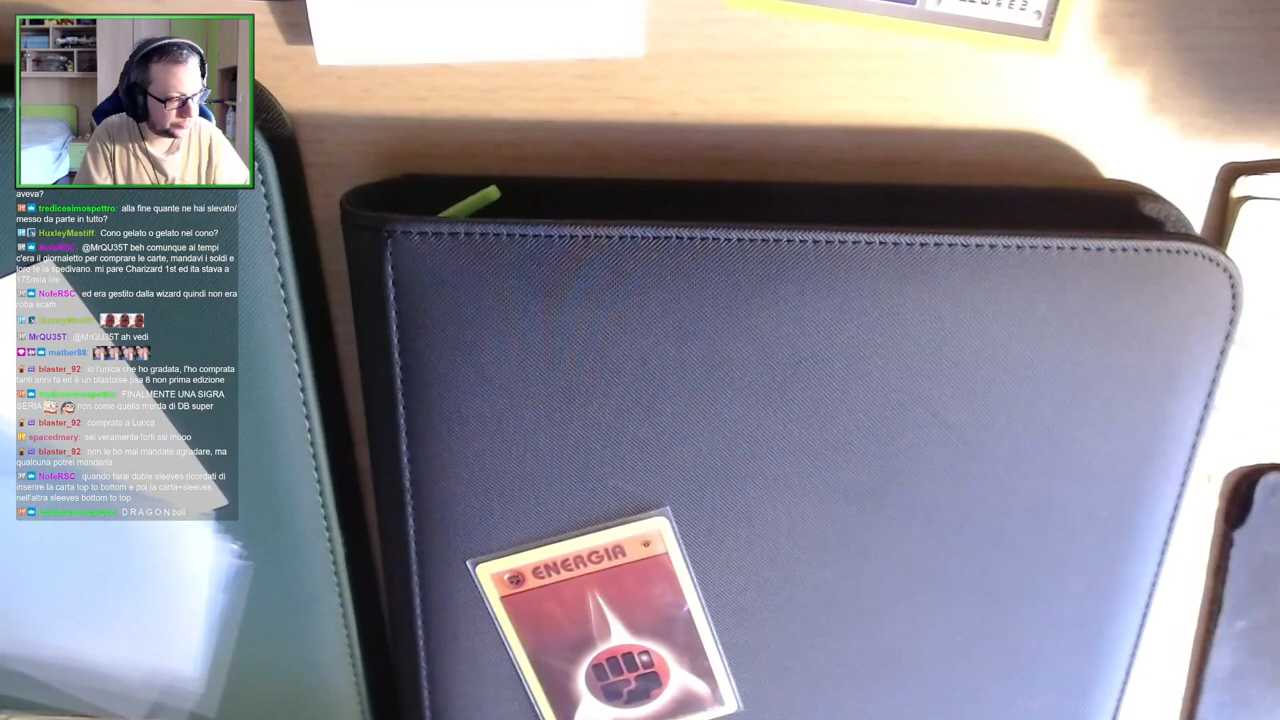 aveva?
tredicesimospettro: alla fine quante ne hai slevato/
messo da parte in tutto?
HuxleyMastiff: Cono gelato o gelato nel cono?
NofeRSC: @MrQU35T beh comunque ai tempi
c'era il giornaletto per comprare le carte, mandavi i soldi e
loro te la spedivano. mi pare Charizard 1st ed ita stava a
175mila lire
NofeRSC: ed era gestito dalla wizard quindi non era
roba scam
HuxleyMastiff:
MrQU35T: @MrQU35T ah vedi
matber88:
blaster_92: io l'unica che ho gradata, l'ho comprata
tanti anni fa ed è un blastoise psa 8 non prima edizione
tredicesimospettro: FINALMENTE UNA SIGRA
SERIA non come quella merda di DB super
blaster_92: comprata a Lucca
spacedmary: sei veramente forti ssi mooo
blaster_92: non le ho mai mandate agradare, ma
qualcuna potrei mandarla
NofeRSC: quando farai duble sleeves ricordati di
inserire la carta top to bottom e poi la carta+sleeves
nell'altra sleeves bottom to top
tredicesimospettro: D R A G O N ball
ENERGIA